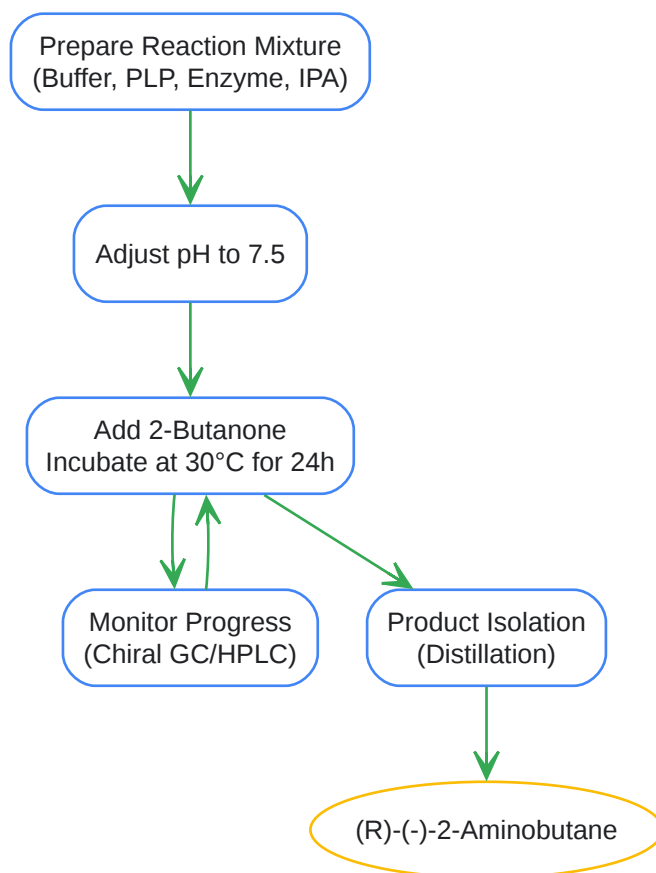 Prepare Reaction Mixture
(Buffer, PLP, Enzyme, IPA)
Adjust pH to 7.5
Add 2-Butanone
Incubate at 30°C for 24h
Monitor Progress
(Chiral GC/HPLC)
Product Isolation
(Distillation)
(R)-(-)-2-Aminobutane